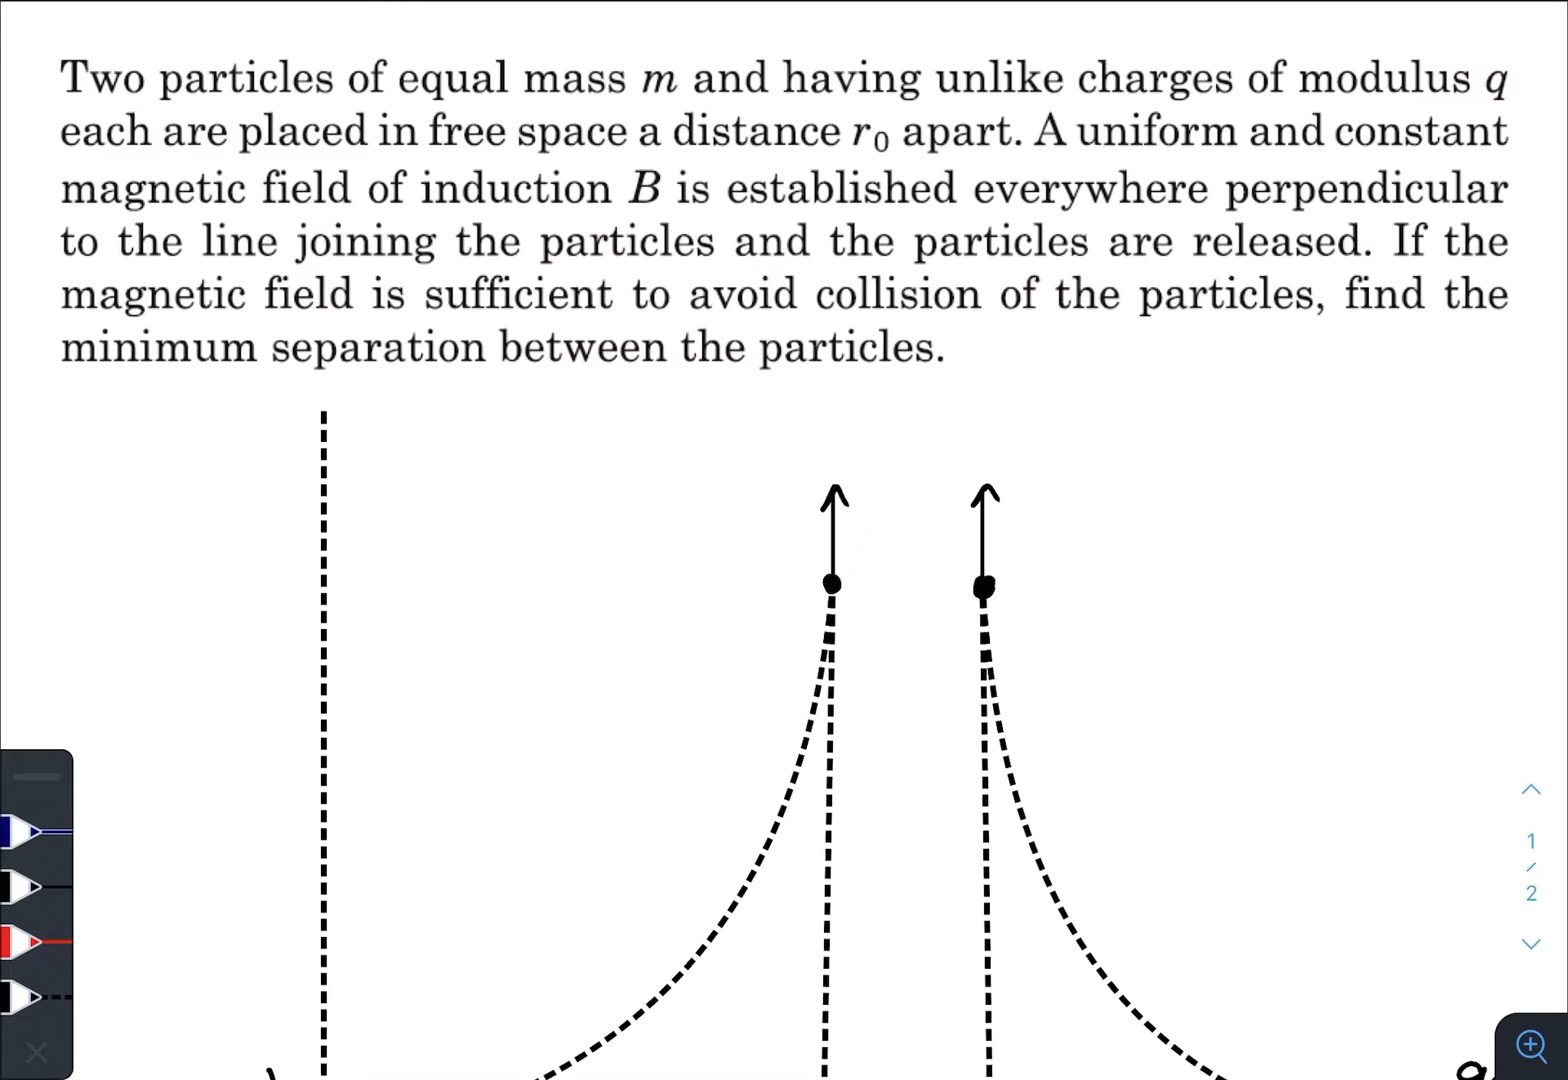 Two particles of equal mass m and having unlike charges of modulus q
each are placed in free space a distance r₀ apart. A uniform and constant
magnetic field of induction B is established everywhere perpendicular
to the line joining the particles and the particles are released. If the
magnetic field is sufficient to avoid collision of the particles, find the
minimum separation between the particles.
1
/
2